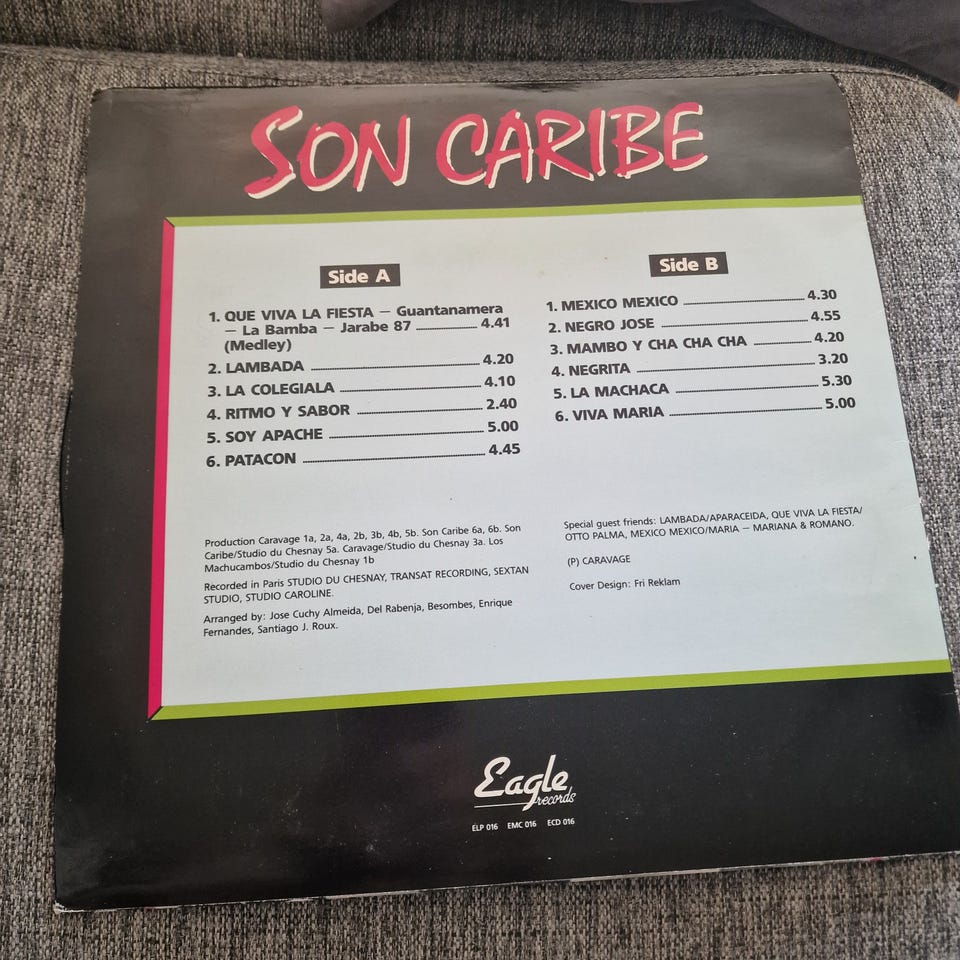 SON CARIBE
Side A
1. QUE VIVA LA FIESTA – Guantanamera
– La Bamba – Jarabe 87 4.41
(Medley)
2. LAMBADA 4.20
3. LA COLEGIALA 4.10
4. RITMO Y SABOR 2.40
5. SOY APACHE 5.00
6. PATACON 4.45
Side B
1. MEXICO MEXICO 4.30
2. NEGRO JOSE 4.55
3. MAMBO Y CHA CHA CHA 4.20
4. NEGRITA 3.20
5. LA MACHACA 5.30
6. VIVA MARIA 5.00
Production Caravage 1a, 2a, 4a, 2b, 3b, 4b, 5b. Son Caribe 6a, 6b. Son
Caribe/Studio du Chesnay 5a. Caravage/Studio du Chesnay 3a. Los
Machucambos/Studio du Chesnay 1b
Recorded in Paris STUDIO DU CHESNAY, TRANSAT RECORDING, SEXTAN
STUDIO, STUDIO CAROLINE.
Arranged by: Jose Cuchy Almeida, Del Rabenja, Besombes, Enrique
Fernandes, Santiago J. Roux.
Special guest friends: LAMBADA/APARACEIDA, QUE VIVA LA FIESTA/
OTTO PALMA, MEXICO MEXICO/MARIA – MARIANA & ROMANO.
(P) CARAVAGE
Cover Design: Fri Reklam
Eagle
records
ELP 016 EMC 016 ECD 016